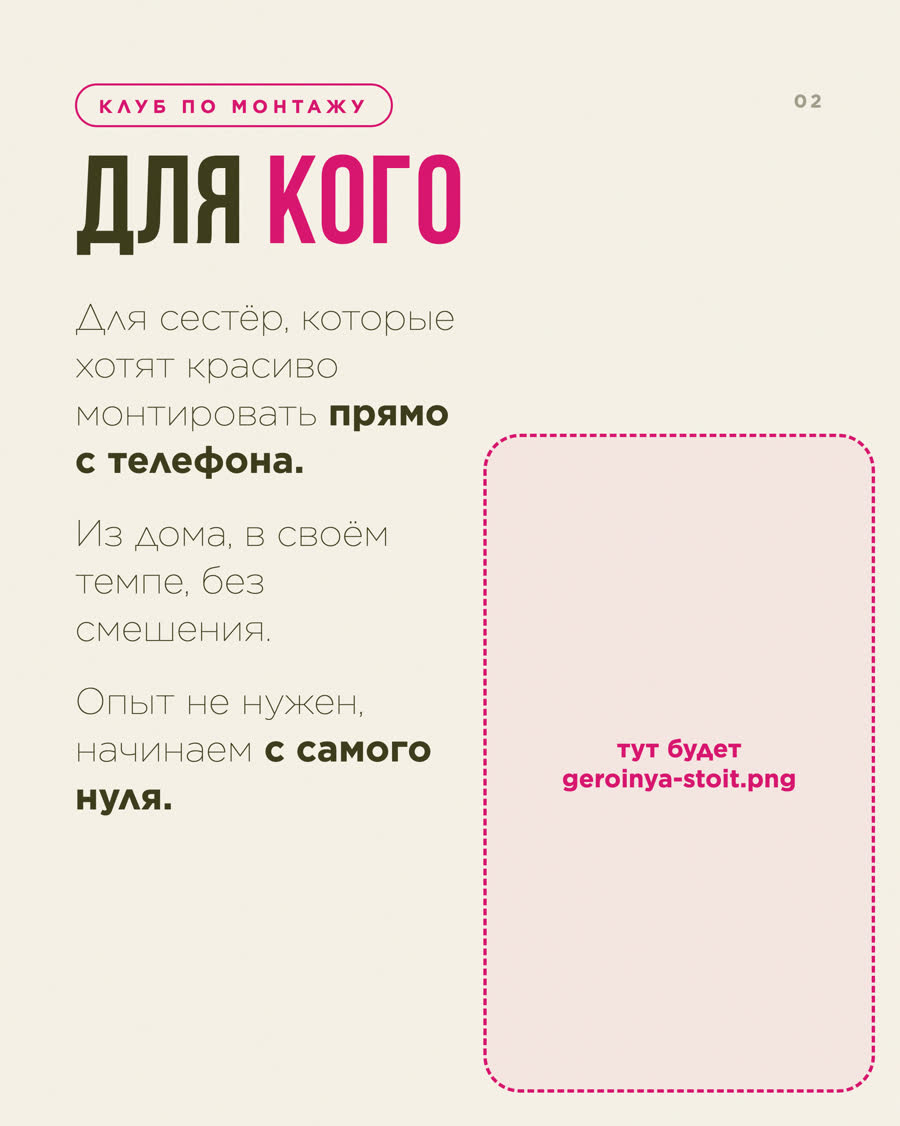 КЛУБ ПО МОНТАЖУ
02
ДЛЯ КОГО
Для сестёр, которые
хотят красиво
монтировать прямо
с телефона.
Из дома, в своём
темпе, без
смешения.
Опыт не нужен,
начинаем с самого
нуля.
тут будет
geroinya-stoit.png